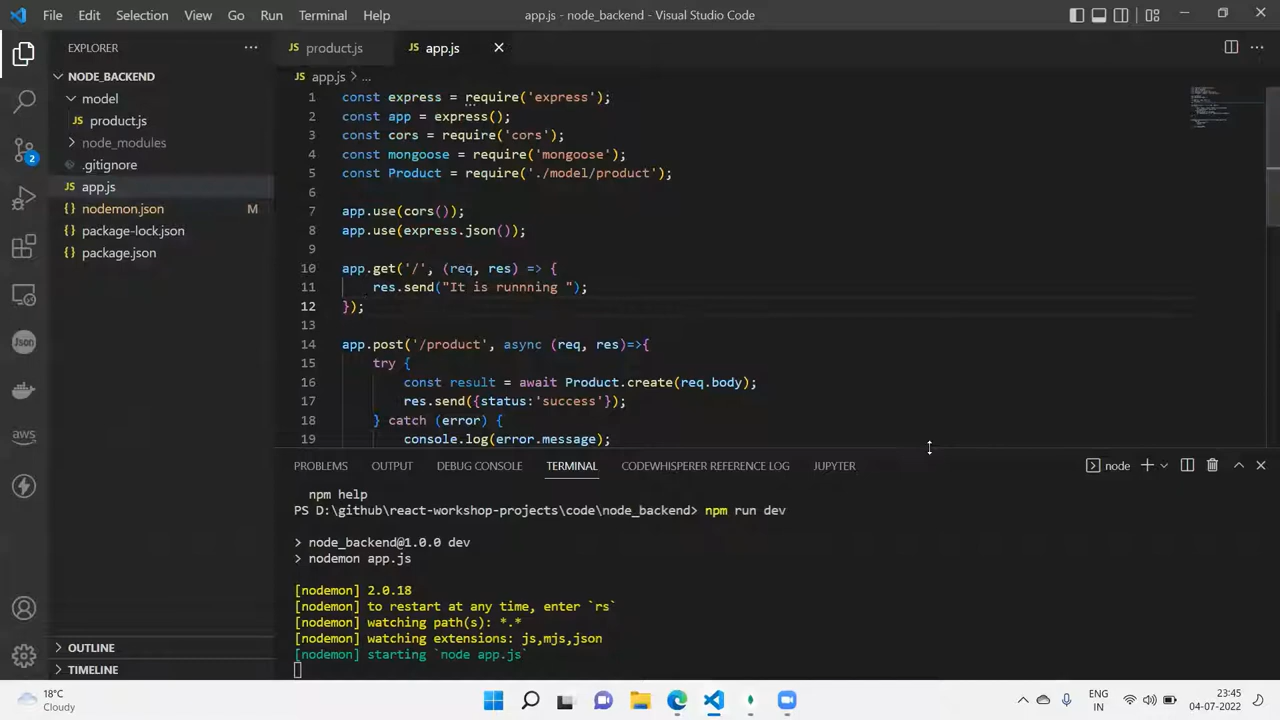 File Edit Selection View Go Run Terminal Help app.js - node_backend - Visual Studio Code
EXPLORER
NODE_BACKEND
model
product.js
node_modules
.gitignore
JS app.js
{} nodemon.json M
{} package-lock.json
{} package.json
OUTLINE
TIMELINE
2
Json
aws
JS product.js JS app.js
JS app.js > ...
1 const express = require('express');
2 const app = express();
3 const cors = require('cors');
4 const mongoose = require('mongoose');
5 const Product = require('./model/product');
6
7 app.use(cors());
8 app.use(express.json());
9
10 app.get('/', (req, res) => {
11 res.send("It is runnning ");
12 });
13
14 app.post('/product', async (req, res)=>{
15 try {
16 const result = await Product.create(req.body);
17 res.send({status:'success'});
18 } catch (error) {
19 console.log(error.message);
PROBLEMS OUTPUT DEBUG CONSOLE TERMINAL CODEWHISPERER REFERENCE LOG JUPYTER node
npm help
PS D:\github\react-workshop-projects\code\node_backend> npm run dev
> node_backend@1.0.0 dev
> nodemon app.js
[nodemon] 2.0.18
[nodemon] to restart at any time, enter `rs`
[nodemon] watching path(s): *.*
[nodemon] watching extensions: js,mjs,json
[nodemon] starting `node app.js`
18°C
Cloudy
ENG
IN
23:45
04-07-2022